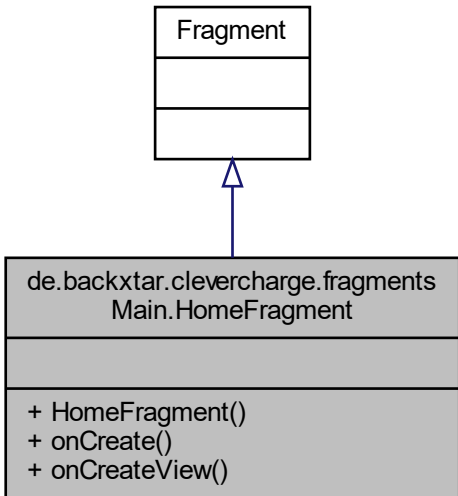 Fragment
de.backxtar.clevercharge.fragments
Main.HomeFragment
+ HomeFragment()
+ onCreate()
+ onCreateView()